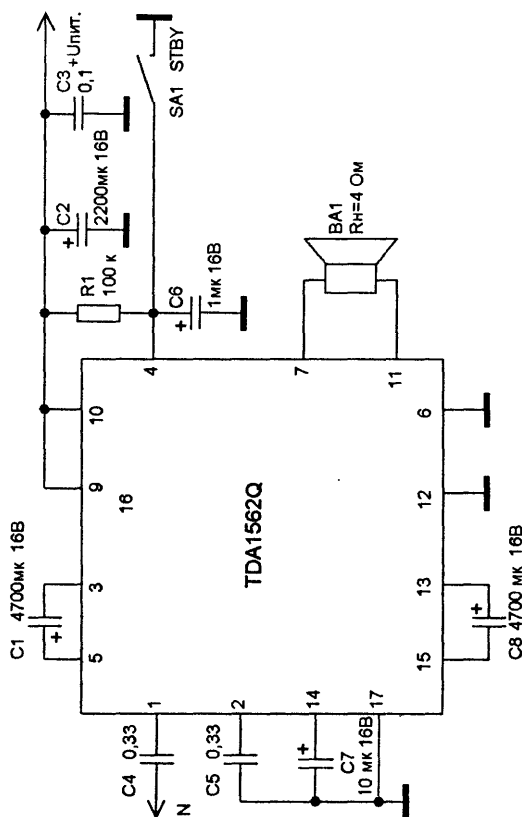 C3
0,1
+Uпит.
C2
2200мк 16В
R1
100 к
SA1 STBY
C6
1мк 16В
BA1
Rн=4 Ом
4
7
11
10
9
16
6
12
TDA1562Q
C1 4700мк 16В
3
5
13
15
C8 4700 мк 16В
1
2
14
17
C4 0,33
C5 0,33
C7
10 мк 16В
N
+
+
+
+
+